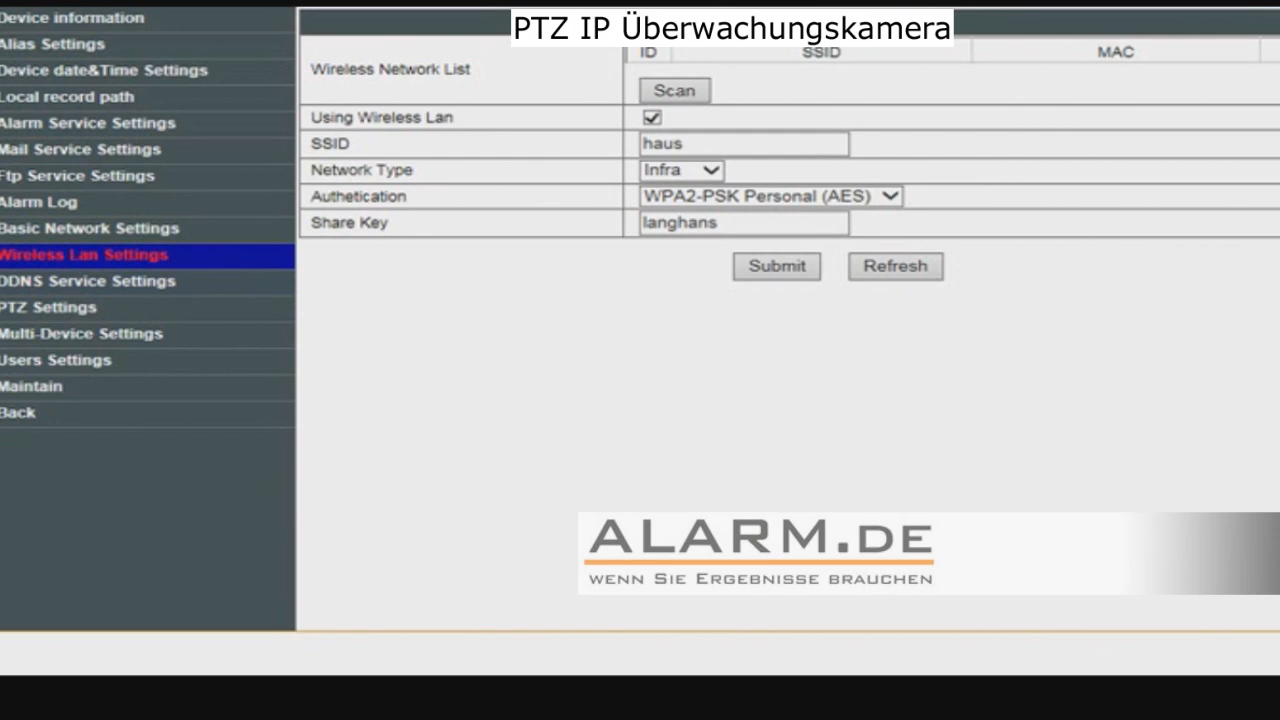 PTZ IP Überwachungskamera
Device information
Alias Settings
Device date&Time Settings
Local record path
Alarm Service Settings
Mail Service Settings
Ftp Service Settings
Alarm Log
Basic Network Settings
Wireless Lan Settings
DDNS Service Settings
PTZ Settings
Multi-Device Settings
Users Settings
Maintain
Back
ID SSID MAC
Wireless Network List
Scan
Using Wireless Lan
SSID haus
Network Type Infra
Authetication WPA2-PSK Personal (AES)
Share Key langhans
Submit Refresh
ALARM.DE
WENN SIE ERGEBNISSE BRAUCHEN